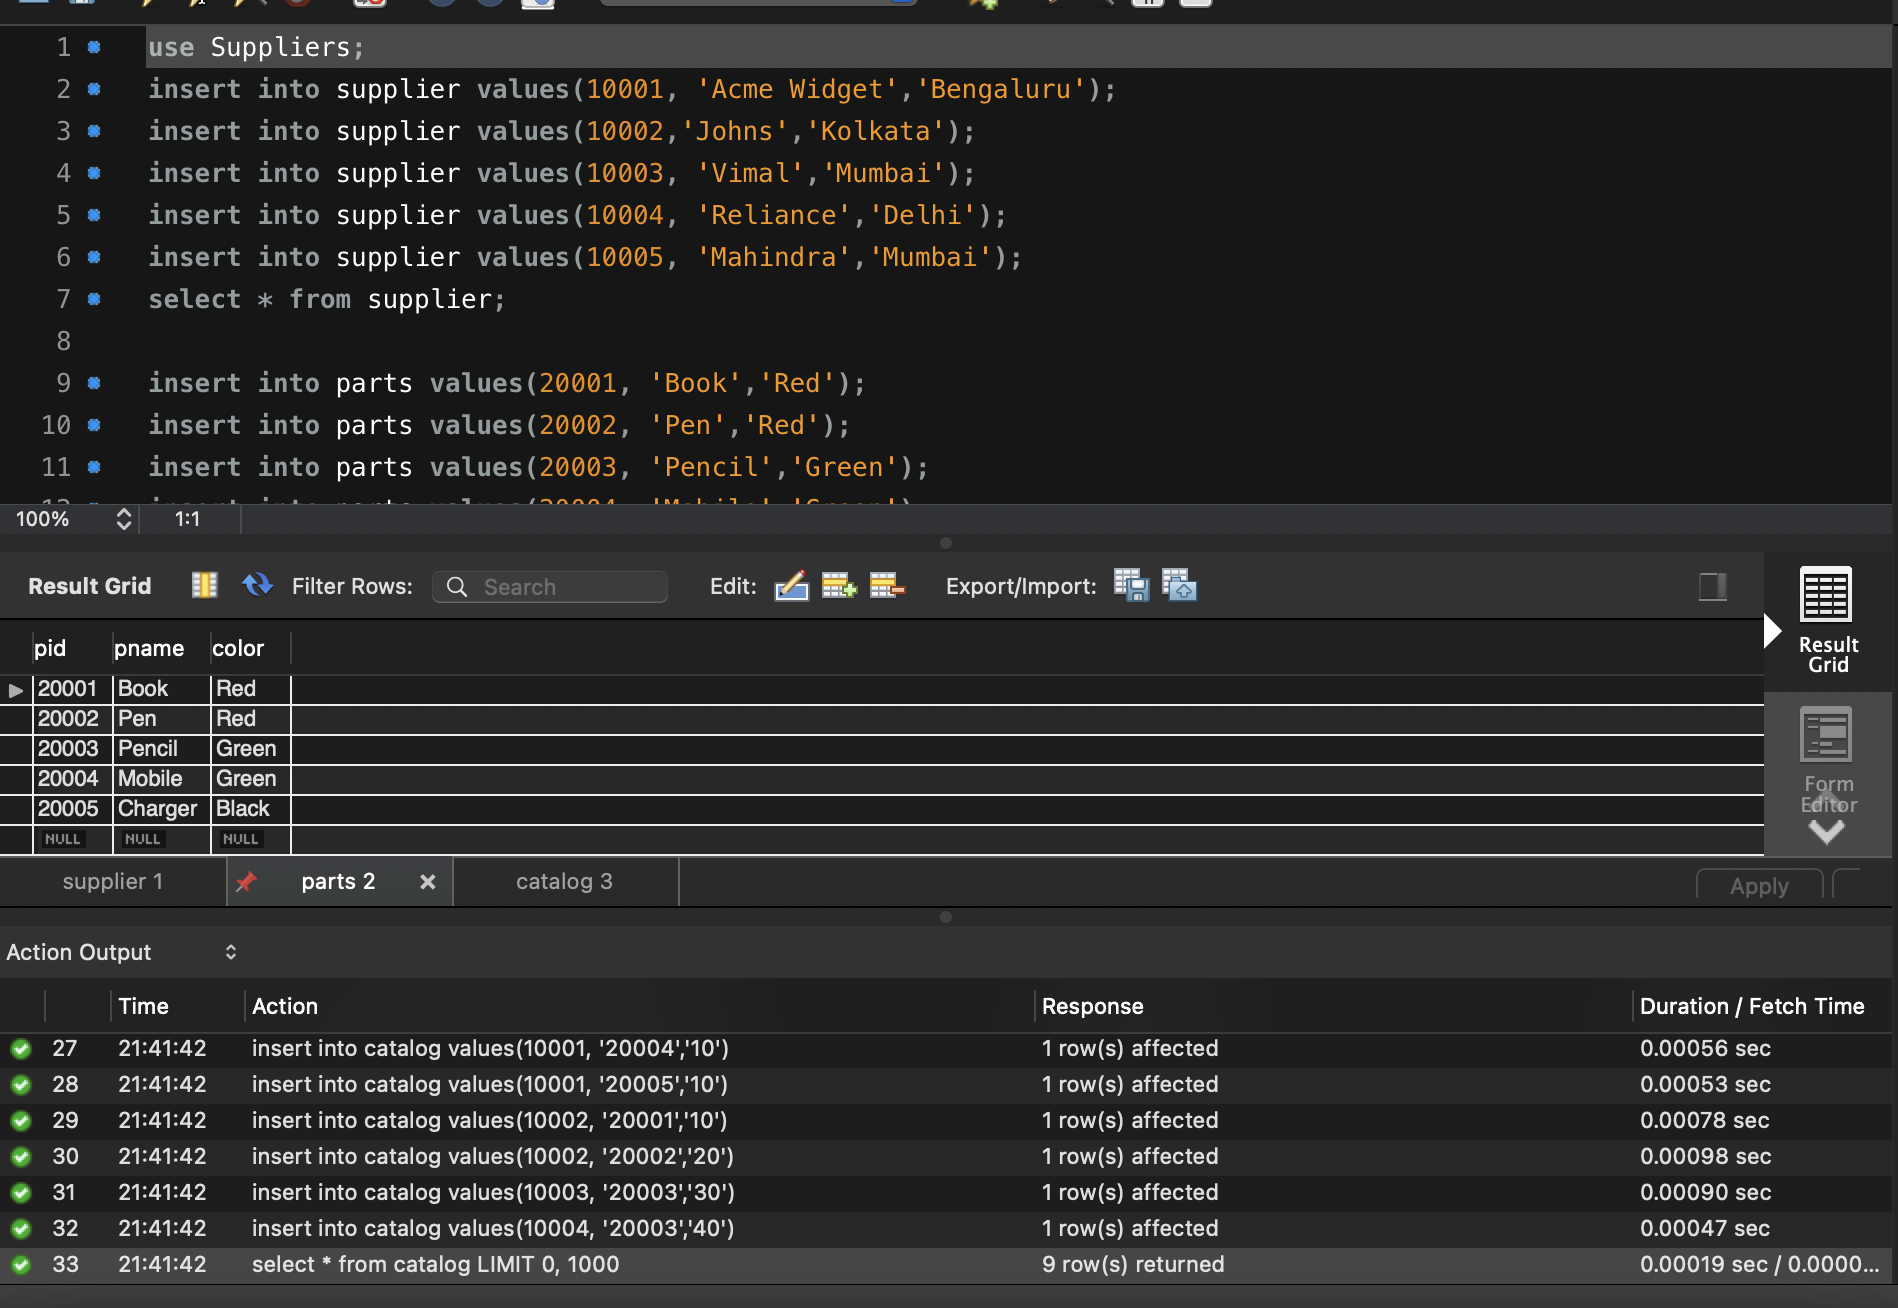 1 use Suppliers;
2 insert into supplier values(10001, 'Acme Widget','Bengaluru');
3 insert into supplier values(10002,'Johns','Kolkata');
4 insert into supplier values(10003, 'Vimal','Mumbai');
5 insert into supplier values(10004, 'Reliance','Delhi');
6 insert into supplier values(10005, 'Mahindra','Mumbai');
7 select * from supplier;
8
9 insert into parts values(20001, 'Book','Red');
10 insert into parts values(20002, 'Pen','Red');
11 insert into parts values(20003, 'Pencil','Green');
100% 1:1
Result Grid Filter Rows: Search Edit: Export/Import:
pid pname color
20001 Book Red
20002 Pen Red
20003 Pencil Green
20004 Mobile Green
20005 Charger Black
NULL NULL NULL
Result
Grid
Form
Editor
supplier 1 parts 2 catalog 3 Apply
Action Output
Time Action Response Duration / Fetch Time
27 21:41:42 insert into catalog values(10001, '20004','10') 1 row(s) affected 0.00056 sec
28 21:41:42 insert into catalog values(10001, '20005','10') 1 row(s) affected 0.00053 sec
29 21:41:42 insert into catalog values(10002, '20001','10') 1 row(s) affected 0.00078 sec
30 21:41:42 insert into catalog values(10002, '20002','20') 1 row(s) affected 0.00098 sec
31 21:41:42 insert into catalog values(10003, '20003','30') 1 row(s) affected 0.00090 sec
32 21:41:42 insert into catalog values(10004, '20003','40') 1 row(s) affected 0.00047 sec
33 21:41:42 select * from catalog LIMIT 0, 1000 9 row(s) returned 0.00019 sec / 0.0000...